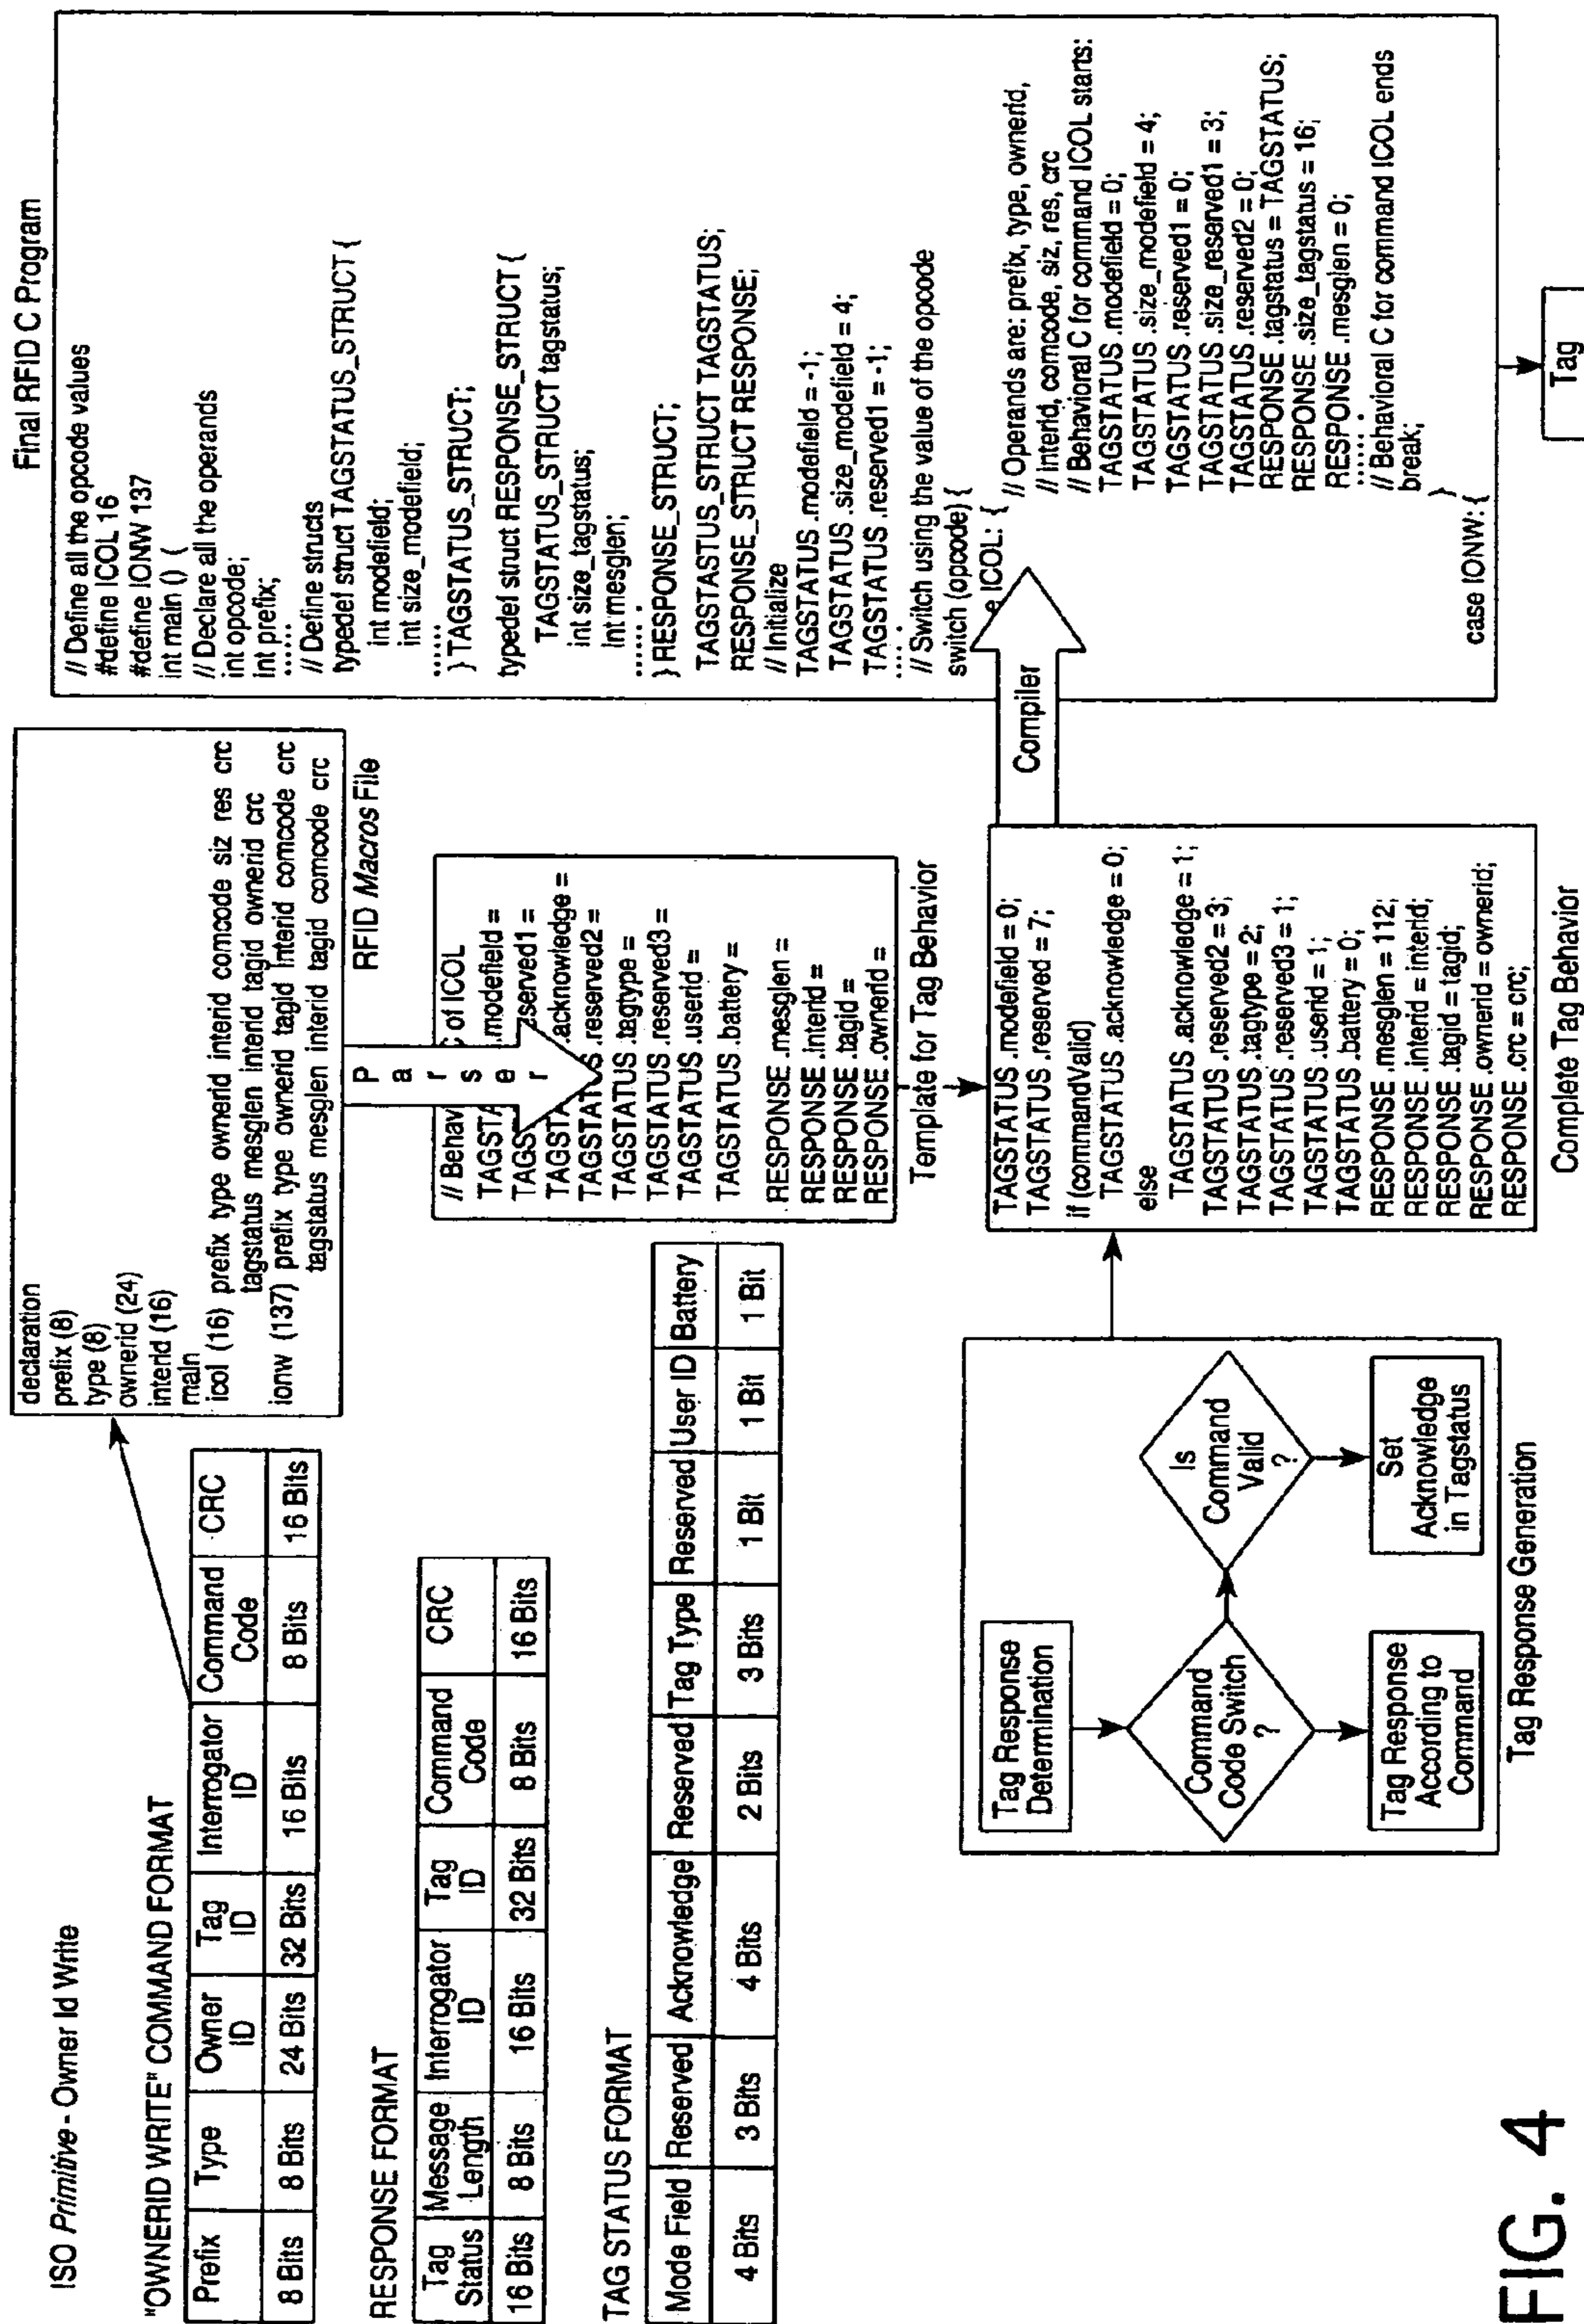 ISO Primitive - Owner Id Write
"OWNERID WRITE" COMMAND FORMAT
Prefix Type Owner ID Tag ID Interrogator ID Command Code CRC
8 Bits 8 Bits 24 Bits 32 Bits 16 Bits 8 Bits 16 Bits
RESPONSE FORMAT
Tag Status Message Length Interrogator ID Tag ID Command Code CRC
16 Bits 8 Bits 16 Bits 32 Bits 8 Bits 16 Bits
TAG STATUS FORMAT
Mode Field Reserved Acknowledge Reserved Tag Type Reserved User ID Battery
4 Bits 3 Bits 4 Bits 2 Bits 3 Bits 1 Bit 1 Bit 1 Bit
Tag Response
Determination
Command
Code Switch
?
Tag Response
According to
Command
Is
Command
Valid
?
Set
Acknowledge
in Tagstatus
Tag Response Generation
declaration
prefix (8)
type (8)
ownerid (24)
interid (16)
main
icol (16) prefix type ownerid interid comcode siz res crc
tagstatus mesglen interid tagid ownerid crc
ionw (137) prefix type ownerid tagid interid comcode crc
tagstatus mesglen interid tagid comcode crc
RFID Macros File
Parser
// Behav C of ICOL
TAGSTA .modefield =
TAGS served1 =
TAGSTA .acknowledge =
TAGSTATUS .reserved2 =
TAGSTATUS .tagtype =
TAGSTATUS .reserved3 =
TAGSTATUS .userid =
TAGSTATUS .battery =
RESPONSE .mesglen =
RESPONSE .interid =
RESPONSE .tagid =
RESPONSE .ownerid =
Template for Tag Behavior
TAGSTATUS .modefield = 0;
TAGSTATUS .reserved = 7;
if (commandValid)
TAGSTATUS .acknowledge = 0;
else
TAGSTATUS .acknowledge = 1;
TAGSTATUS .reserved2 = 3;
TAGSTATUS .tagtype = 2;
TAGSTATUS .reserved3 = 1;
TAGSTATUS .userid = 1;
TAGSTATUS .battery = 0;
RESPONSE .mesglen = 112;
RESPONSE .interid = interid;
RESPONSE .tagid = tagid;
RESPONSE .ownerid = ownerid;
RESPONSE .crc = crc;
Complete Tag Behavior
Compiler
Final RFID C Program
// Define all the opcode values
#define ICOL 16
#define IONW 137
int main () {
// Declare all the operands
int opcode;
int prefix;
......
// Define structs
typedef struct TAGSTATUS_STRUCT {
int modefield;
int size_modefield;
......
} TAGSTATUS_STRUCT;
typedef struct RESPONSE_STRUCT {
TAGSTATUS_STRUCT tagstatus;
int size_tagstatus;
int mesglen;
......
} RESPONSE_STRUCT;
TAGSTASTUS_STRUCT TAGSTATUS;
RESPONSE_STRUCT RESPONSE;
// Initialize
TAGSTATUS .modefield = -1;
TAGSTATUS .size_modefield = 4;
TAGSTATUS .reserved1 = -1;
.....
// Switch using the value of the opcode
switch (opcode) {
e ICOL: {
// Operands are: prefix, type, ownerid,
// interid, comcode, siz, res, crc
// Behavioral C for command ICOL starts:
TAGSTATUS .modefield = 0;
TAGSTATUS .size_modefield = 4;
TAGSTATUS .reserved1 = 0;
TAGSTATUS .size_reserved1 = 3;
TAGSTATUS .reserved2 = 0;
RESPONSE .tagstatus = TAGSTATUS;
RESPONSE .size_tagstatus = 16;
RESPONSE .mesglen = 0;
......
// Behavioral C for command ICOL ends
break;
}
case IONW: {
Tag
FIG. 4